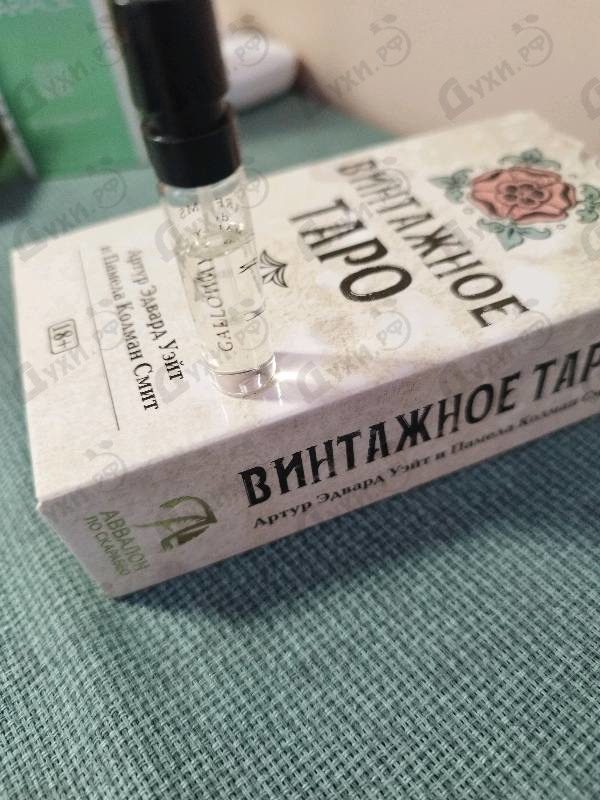 ВИНТАЖНОЕ
ТАРО
Артур Эдвард Уэйт
и Памела Колман Смит
18+
ВИНТАЖНОЕ ТАР
Артур Эдвард Уэйт и Памела Колман
АВВАЛОН
ЛО СКАРАБЕО
Духи.рф